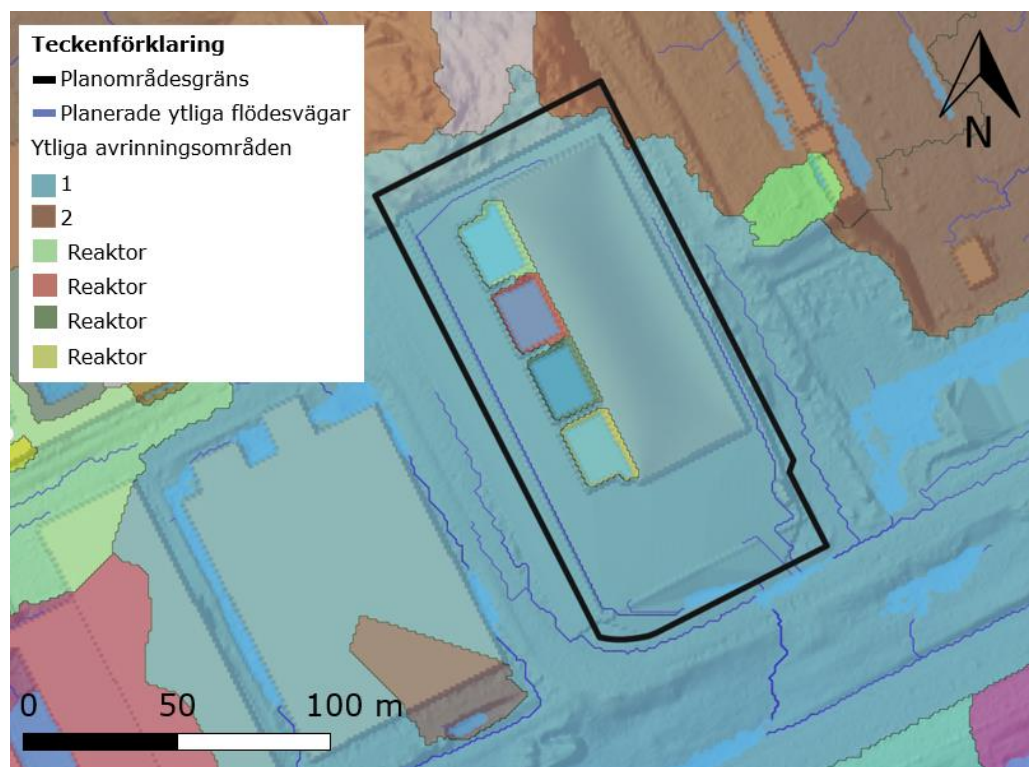 Teckenförklaring
Planområdesgräns
Planerade ytliga flödesvägar
Ytliga avrinningsområden
1
2
Reaktor
Reaktor
Reaktor
Reaktor
N
0 50 100 m